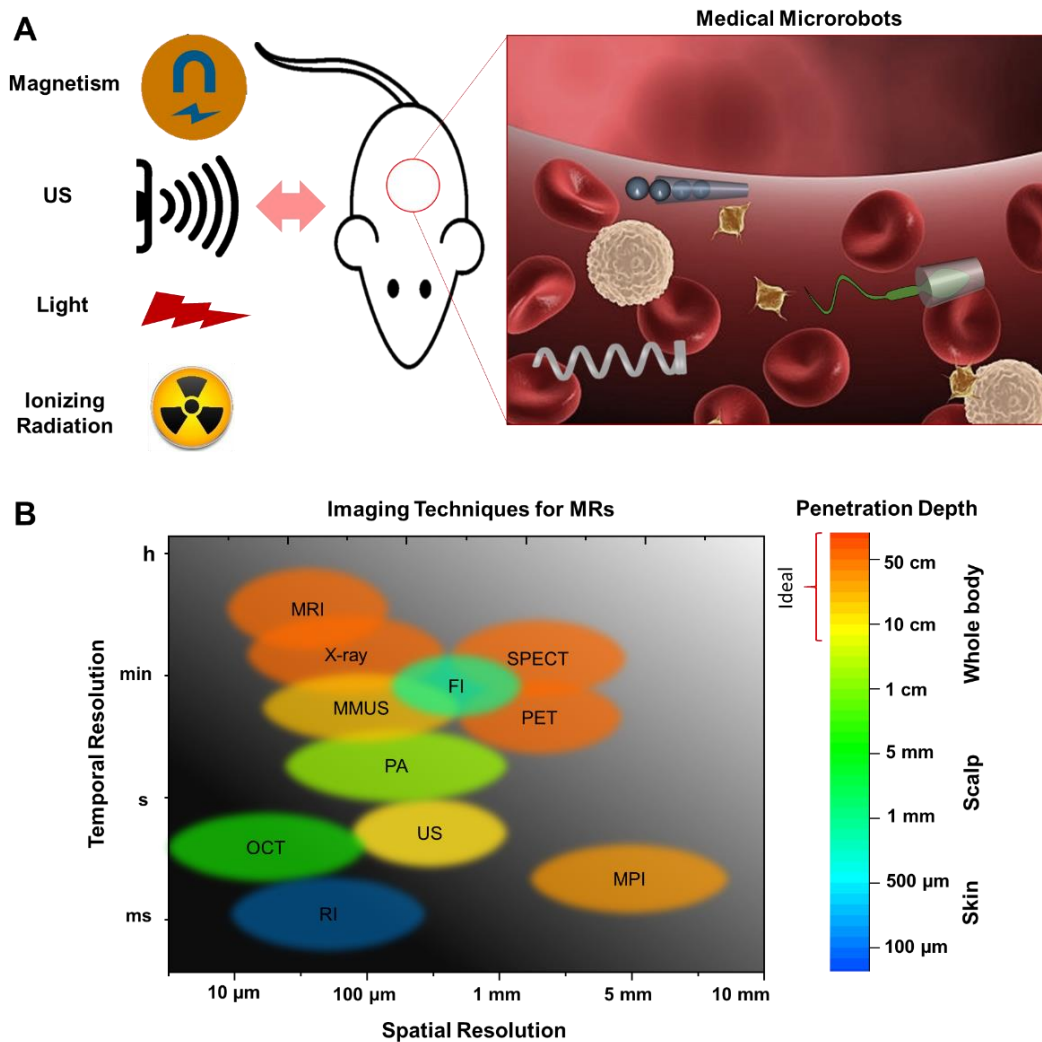 A
Magnetism
US
Light
Ionizing
Radiation
Medical Microrobots
B
Imaging Techniques for MRs
Temporal Resolution
h
min
s
ms
MRI
X-ray
SPECT
FI
MMUS
PET
PA
US
OCT
MPI
RI
10 µm
100 µm
1 mm
5 mm
10 mm
Spatial Resolution
Penetration Depth
Ideal
50 cm
10 cm
1 cm
5 mm
1 mm
500 µm
100 µm
Whole body
Scalp
Skin